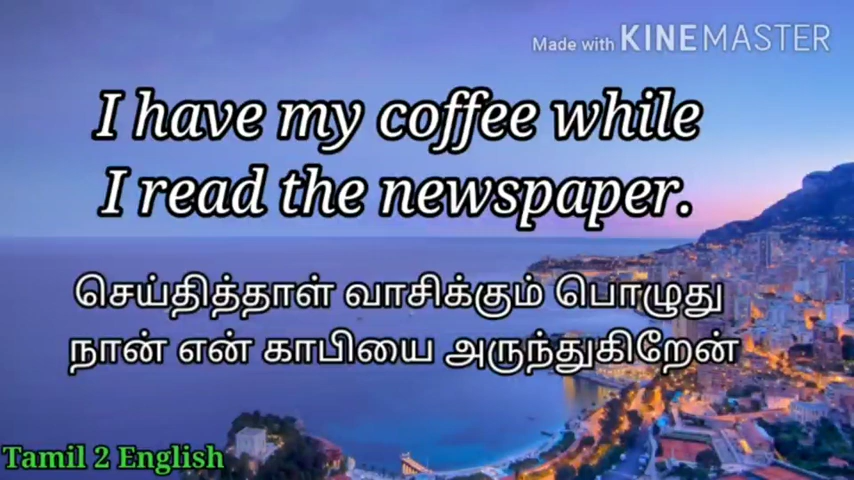 Made with KINEMASTER
I have my coffee while
I read the newspaper.
செய்தித்தாள் வாசிக்கும் பொழுது
நான் என் காபியை அருந்துகிறேன்
Tamil 2 English